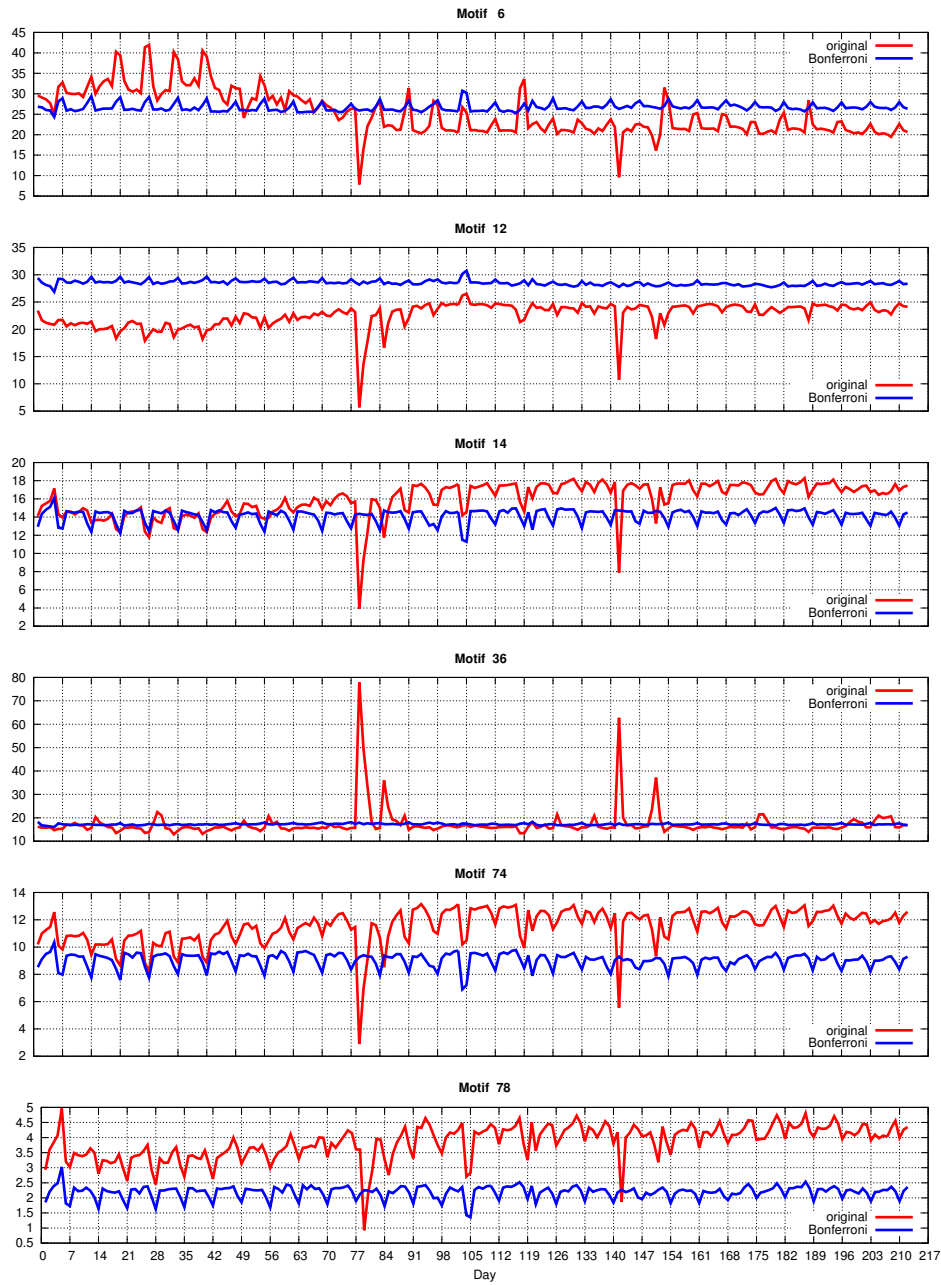 Motif 6
45
40
35
30
25
20
15
10
5
original
Bonferroni
Motif 12
35
30
25
20
15
10
5
original
Bonferroni
Motif 14
20
18
16
14
12
10
8
6
4
2
original
Bonferroni
Motif 36
80
70
60
50
40
30
20
10
original
Bonferroni
Motif 74
14
12
10
8
6
4
2
original
Bonferroni
Motif 78
5
4.5
4
3.5
3
2.5
2
1.5
1
0.5
original
Bonferroni
0 7 14 21 28 35 42 49 56 63 70 77 84 91 98 105 112 119 126 133 140 147 154 161 168 175 182 189 196 203 210 217
Day